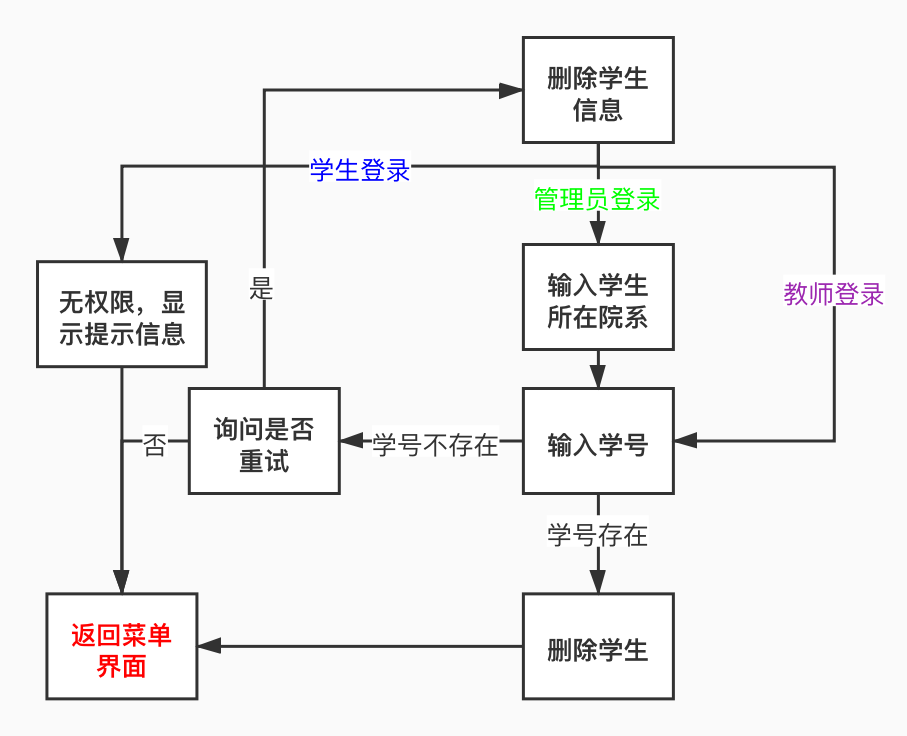 删除学生
信息
学生登录
管理员登录
是
输入学生
所在院系
教师登录
无权限，显
示提示信息
询问是否
重试
否
学号不存在
输入学号
学号存在
返回菜单
界面
删除学生